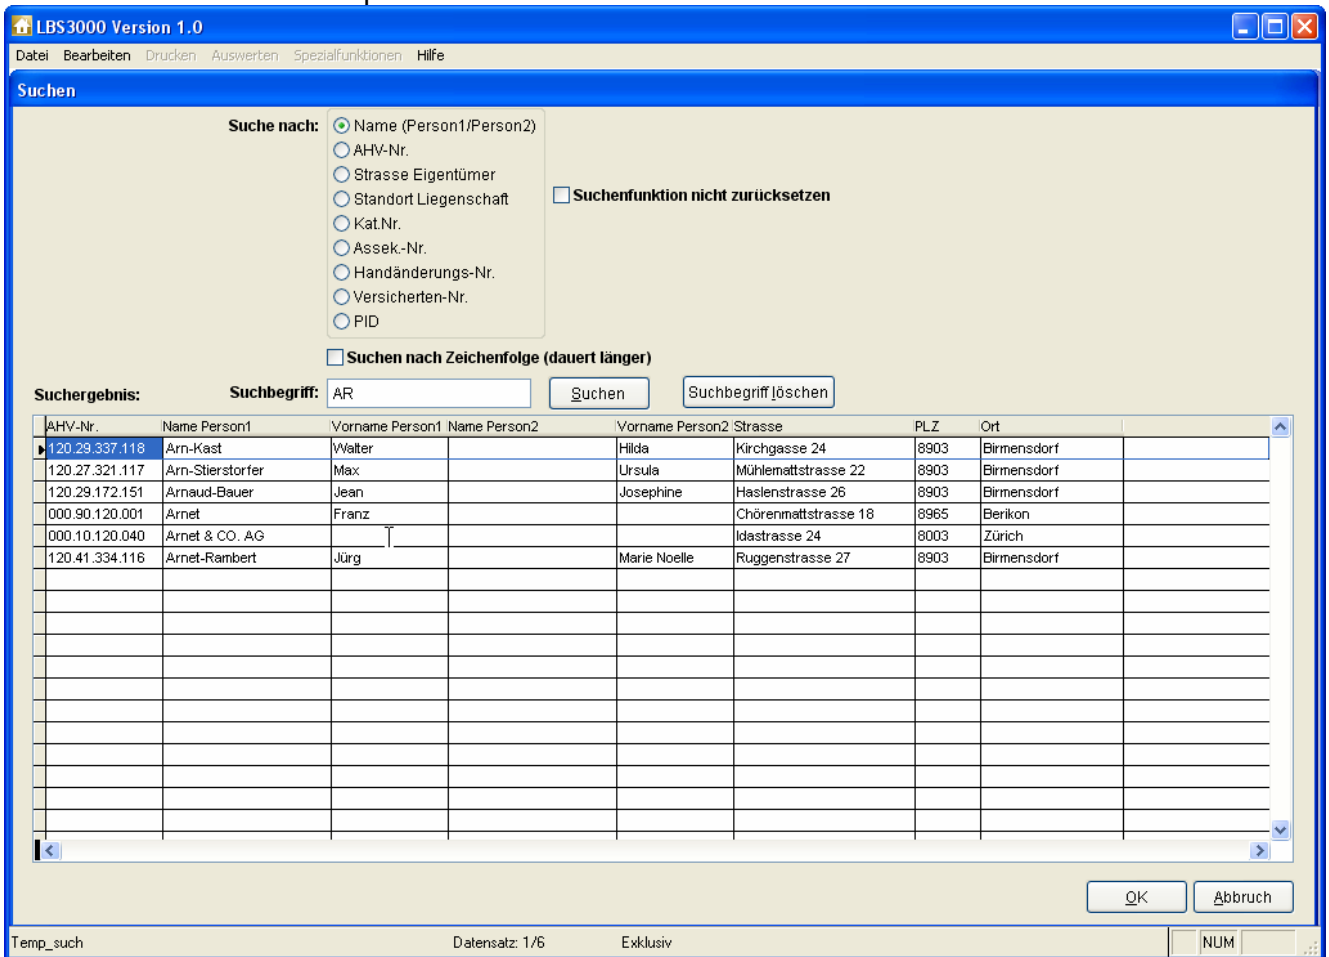 LBS3000 Version 1.0
Datei Bearbeiten Drucken Auswerten Spezialfunktionen Hilfe
Suchen
Suche nach: Name (Person1/Person2)
AHV-Nr.
Strasse Eigentümer
Standort Liegenschaft
Suchenfunktion nicht zurücksetzen
Kat.Nr.
Assek.-Nr.
Handänderungs-Nr.
Versicherten-Nr.
PID
Suchen nach Zeichenfolge (dauert länger)
Suchergebnis: Suchbegriff: AR Suchen Suchbegriff löschen
AHV-Nr. Name Person1 Vorname Person1 Name Person2 Vorname Person2 Strasse PLZ Ort
120.29.337.118 Arn-Kast Walter Hilda Kirchgasse 24 8903 Birmensdorf
120.27.321.117 Arn-Stierstorfer Max Ursula Mühlemattstrasse 22 8903 Birmensdorf
120.29.172.151 Arnaud-Bauer Jean Josephine Haslenstrasse 26 8903 Birmensdorf
000.90.120.001 Arnet Franz Chörenmattstrasse 18 8965 Berikon
000.10.120.040 Arnet & CO. AG Idastrasse 24 8003 Zürich
120.41.334.116 Arnet-Rambert Jürg Marie Noelle Ruggenstrasse 27 8903 Birmensdorf
OK Abbruch
Temp_such Datensatz: 1/6 Exklusiv NUM